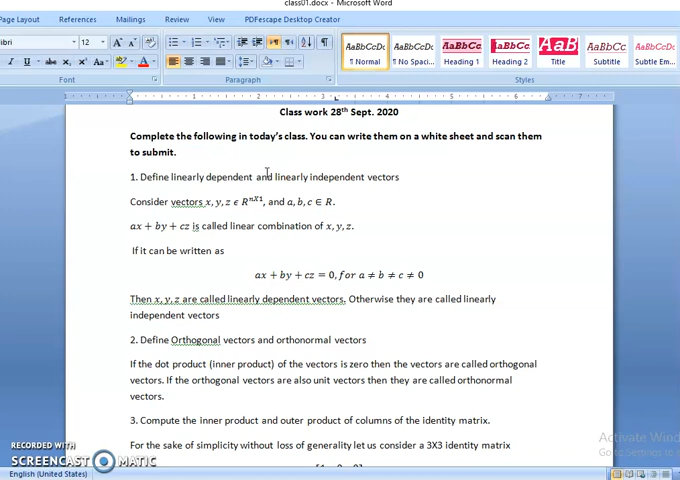 class01.docx - Microsoft Word
Page Layout References Mailings Review View PDFescape Desktop Creator
12
Font Paragraph Styles
AaBbCcDc AaBbCcDc AaBbCc AaBbCc AaB AaBbCc AaBbCcDc
¶ Normal ¶ No Spaci... Heading 1 Heading 2 Title Subtitle Subtle Em...
Class work 28th Sept. 2020
Complete the following in today's class. You can write them on a white sheet and scan them
to submit.
1. Define linearly dependent and linearly independent vectors
Consider vectors x, y, z ϵ R^nX1, and a, b, c ∈ R.
ax + by + cz is called linear combination of x, y, z.
If it can be written as
ax + by + cz = 0, for a ≠ b ≠ c ≠ 0
Then x, y, z are called linearly dependent vectors. Otherwise they are called linearly
independent vectors
2. Define Orthogonal vectors and orthonormal vectors
If the dot product (inner product) of the vectors is zero then the vectors are called orthogonal
vectors. If the orthogonal vectors are also unit vectors then they are called orthonormal
vectors.
3. Compute the inner product and outer product of columns of the identity matrix.
For the sake of simplicity without loss of generality let us consider a 3X3 identity matrix
RECORDED WITH
SCREENCAST MATIC
Activate Wind
Go to Settings to
English (United States)